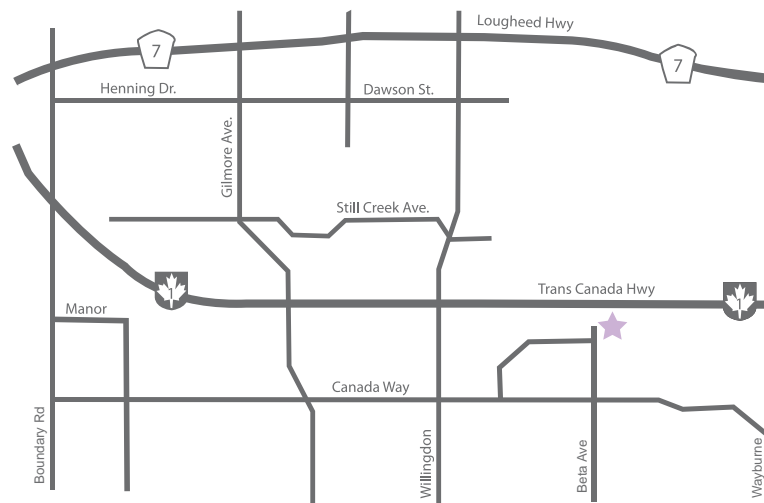 Lougheed Hwy
7
7
Henning Dr.
Dawson St.
Gilmore Ave.
Still Creek Ave.
Trans Canada Hwy
1
1
Manor
Canada Way
Boundary Rd
Willingdon
Beta Ave
Wayburne